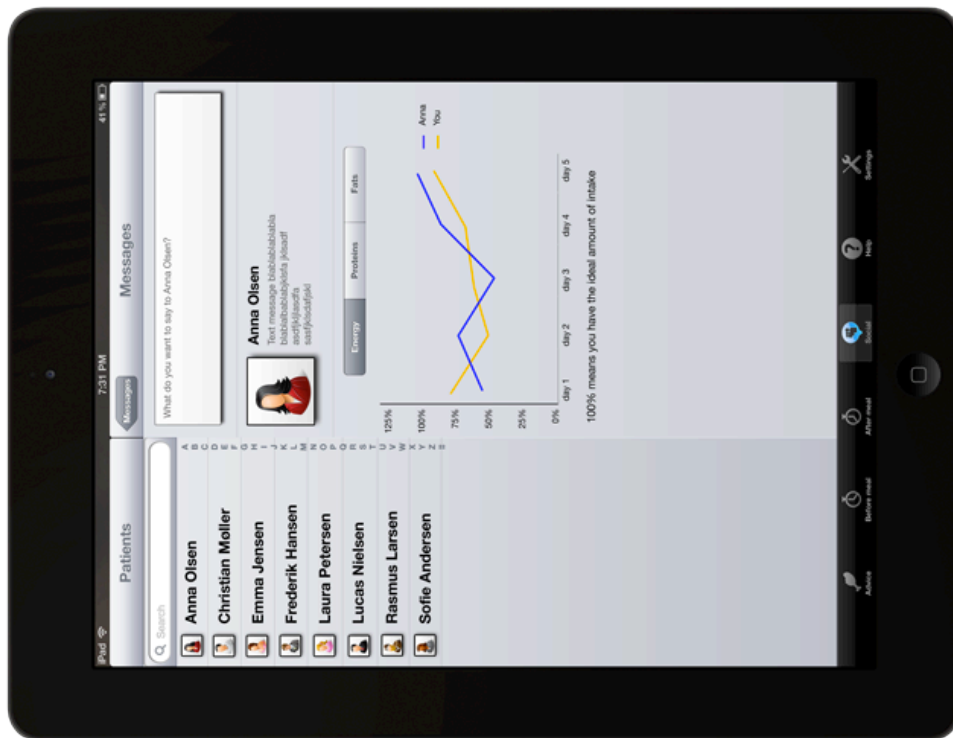 iPad
7:31 PM
41 %
Patients
Messages
Messages
Search
Anna Olsen
Christian Møller
Emma Jensen
Frederik Hansen
Laura Petersen
Lucas Nielsen
Rasmus Larsen
Sofie Andersen
A
B
C
D
E
F
G
H
I
J
K
L
M
N
O
P
Q
R
S
T
U
V
W
X
Y
Z
#
What do you want to say to Anna Olsen?
Anna Olsen
Text message blablablablabla
blablalbablabjklsfa jklsadf
asdfjkljlasdfa
sasfjklsdafjskl
Energy
Proteins
Fats
125%
100%
75%
50%
25%
0%
day 1
day 2
day 3
day 4
day 5
Anna
You
100% means you have the ideal amount of intake
Advice
Before meal
After meal
Social
Help
Settings